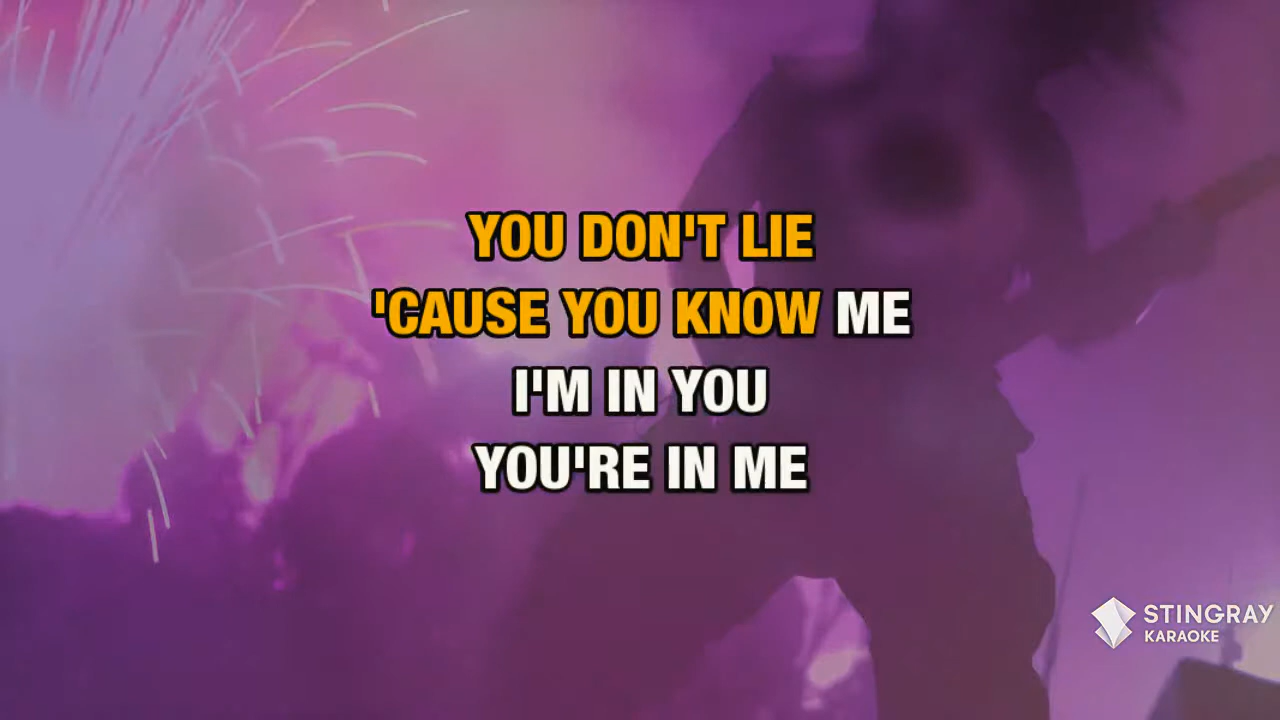 YOU DON'T LIE
'CAUSE YOU KNOW ME
I'M IN YOU
YOU'RE IN ME
STINGRAY
KARAOKE